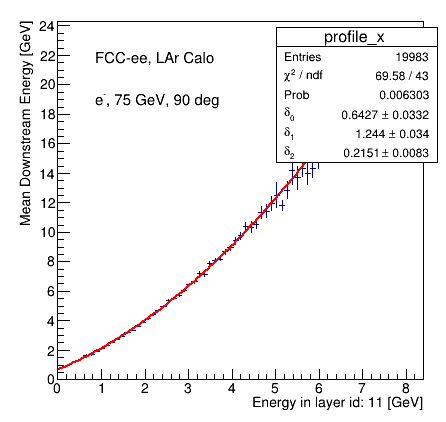 profile_x
Entries 19983
χ² / ndf 69.58 / 43
Prob 0.006303
δ₀ 0.6427 ± 0.0332
δ₁ 1.244 ± 0.034
δ₂ 0.2151 ± 0.0083
FCC-ee, LAr Calo
e⁻, 75 GeV, 90 deg
Mean Downstream Energy [GeV]
24
22
20
18
16
14
12
10
8
6
4
2
0
0 1 2 3 4 5 6 7 8
Energy in layer id: 11 [GeV]